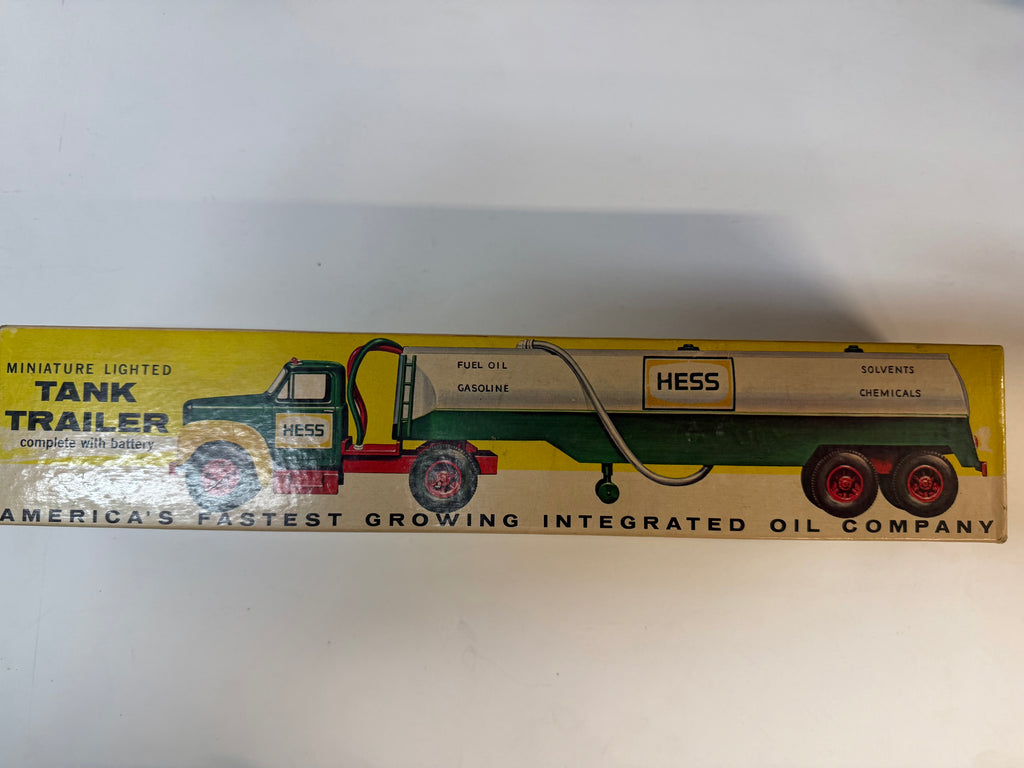 MINIATURE LIGHTED
TANK
TRAILER
complete with battery
HESS
FUEL OIL
GASOLINE
HESS
SOLVENTS
CHEMICALS
AMERICA'S FASTEST GROWING INTEGRATED OIL COMPANY